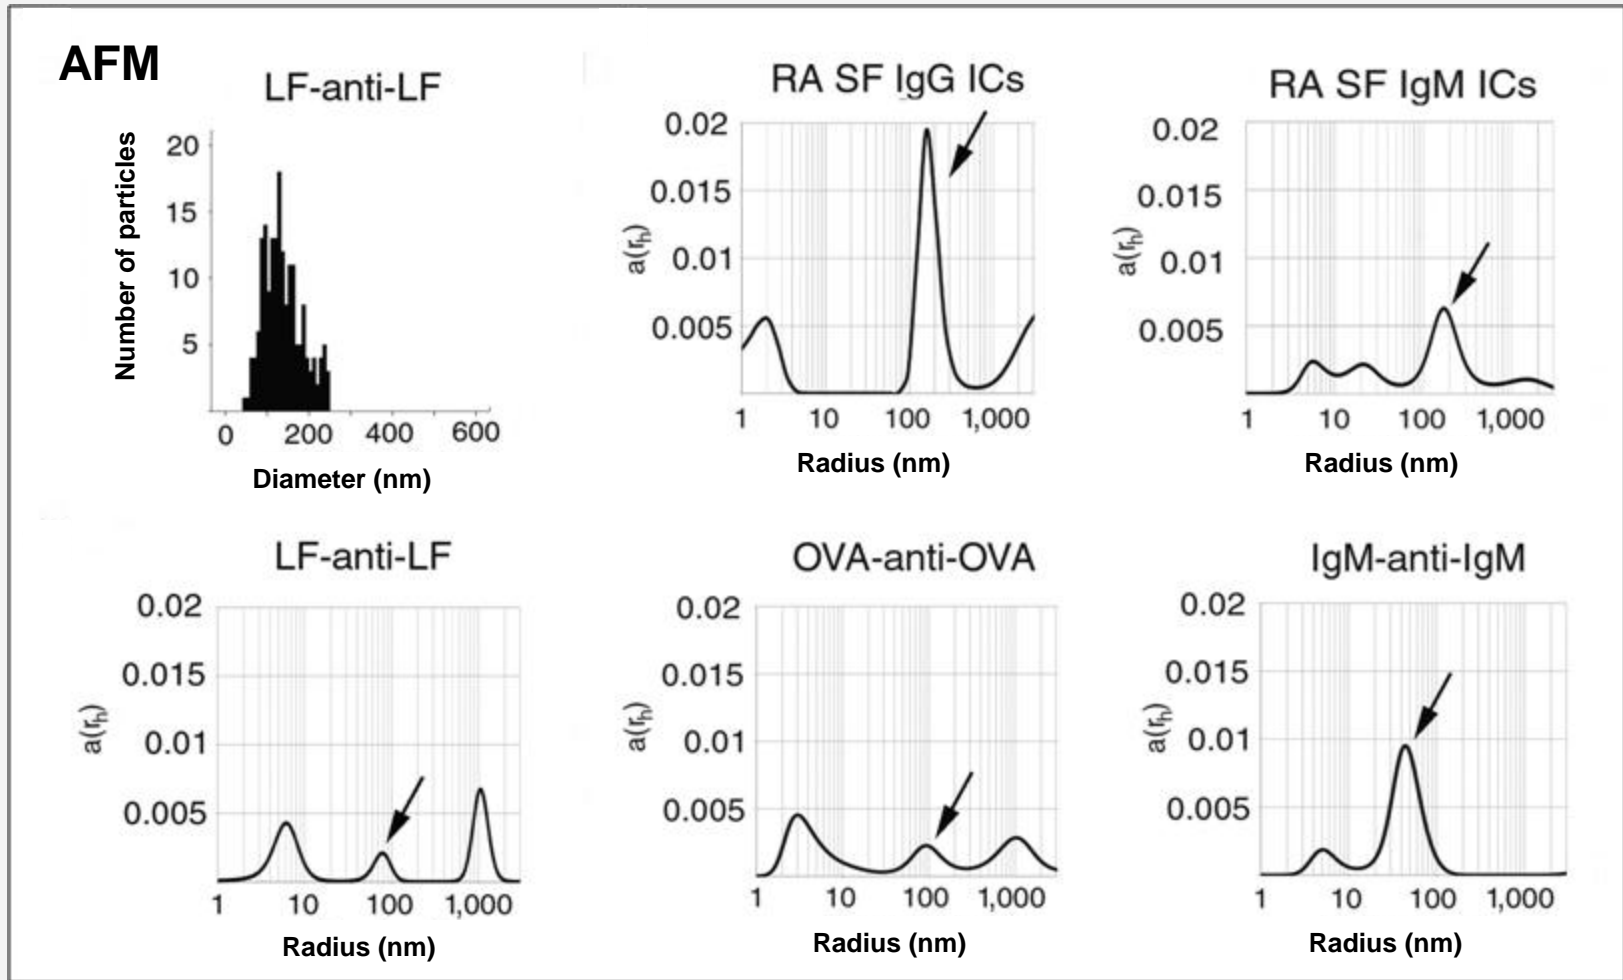 AFM
LF-anti-LF
Number of particles
20
15
10
5
0 200 400 600
Diameter (nm)
RA SF IgG ICs
a(rₕ)
0.02
0.015
0.01
0.005
1 10 100 1,000
Radius (nm)
RA SF IgM ICs
a(rₕ)
0.02
0.015
0.01
0.005
1 10 100 1,000
Radius (nm)
LF-anti-LF
a(rₕ)
0.02
0.015
0.01
0.005
1 10 100 1,000
Radius (nm)
OVA-anti-OVA
a(rₕ)
0.02
0.015
0.01
0.005
1 10 100 1,000
Radius (nm)
IgM-anti-IgM
a(rₕ)
0.02
0.015
0.01
0.005
1 10 100 1,000
Radius (nm)